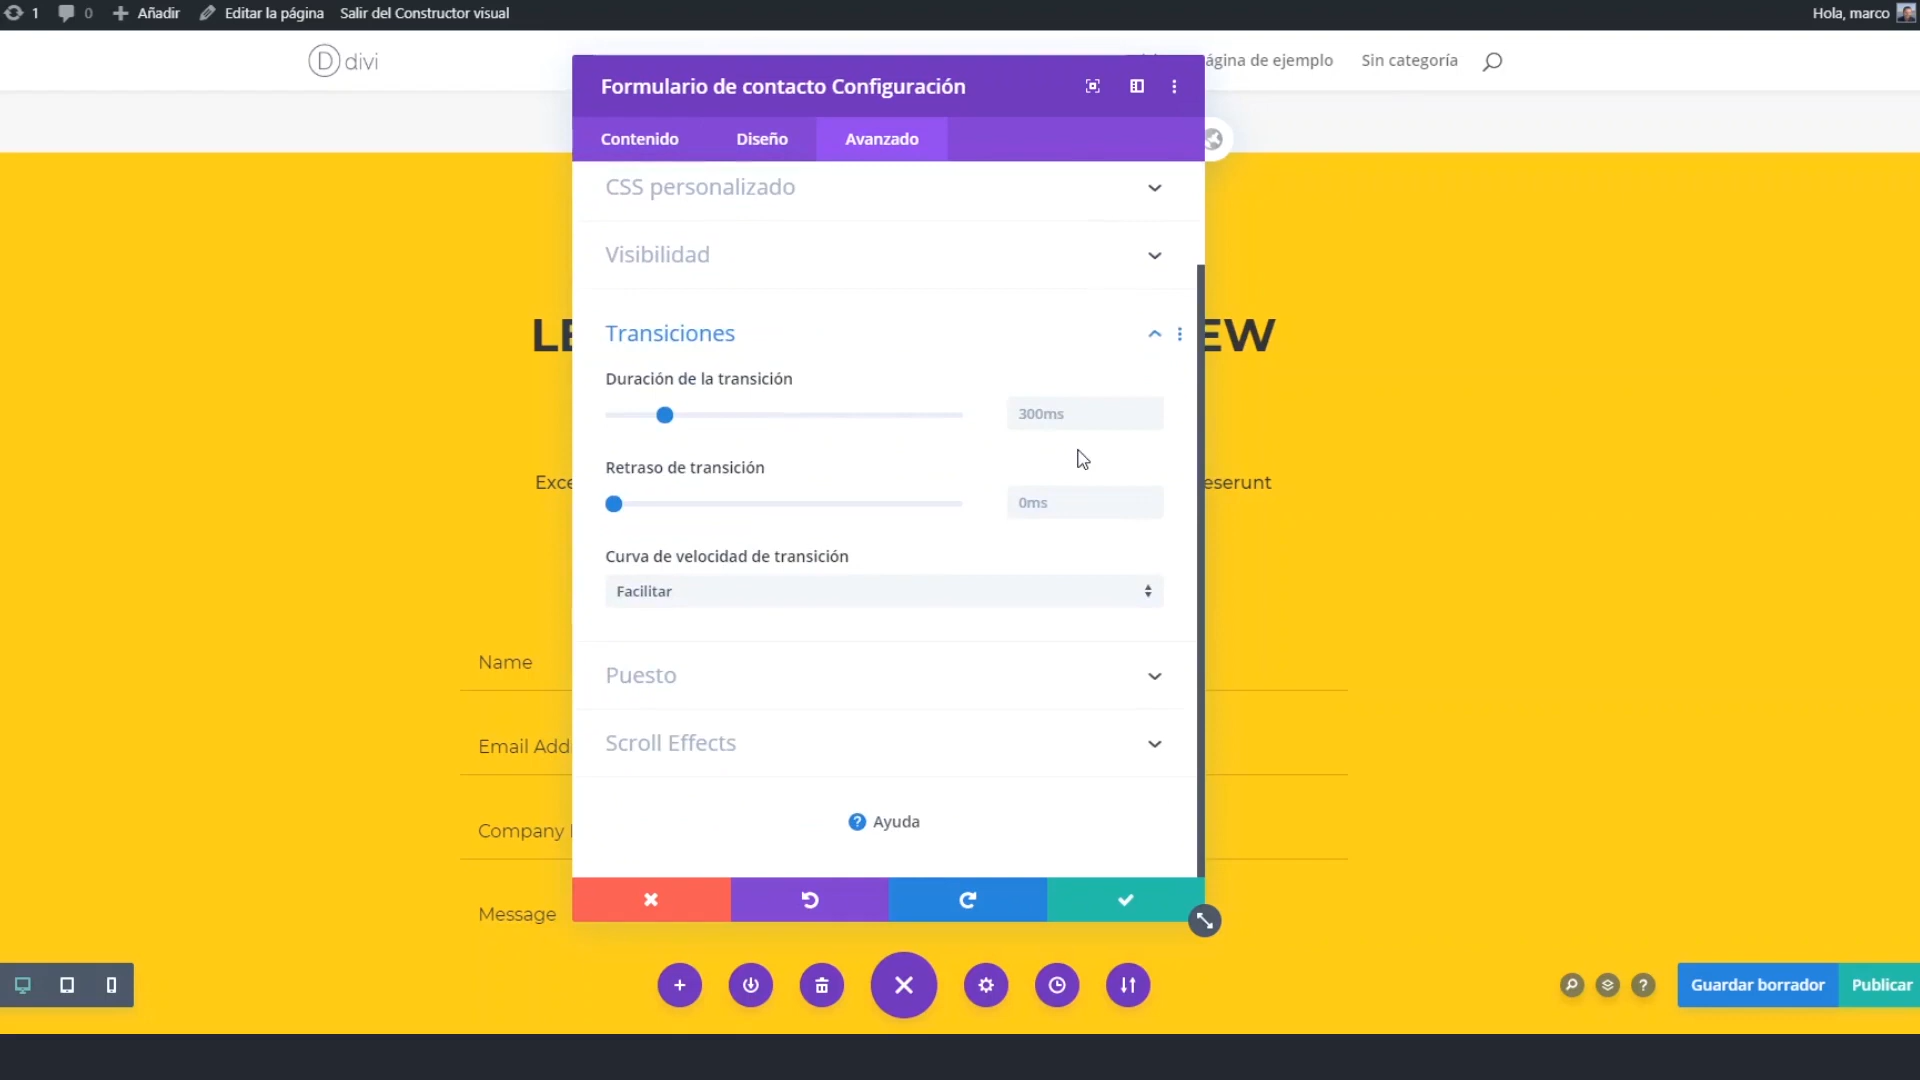 1 0 Añadir Editar la página Salir del Constructor visual Hola, marco
D divi
ágina de ejemplo Sin categoría
Formulario de contacto Configuración
Contenido Diseño Avanzado
CSS personalizado
Visibilidad
LE EW
Transiciones
Duración de la transición
300ms
Retraso de transición
Exce eserunt
0ms
Curva de velocidad de transición
Facilitar
Name
Puesto
Email Add
Scroll Effects
Company
? Ayuda
Message
Guardar borrador Publicar